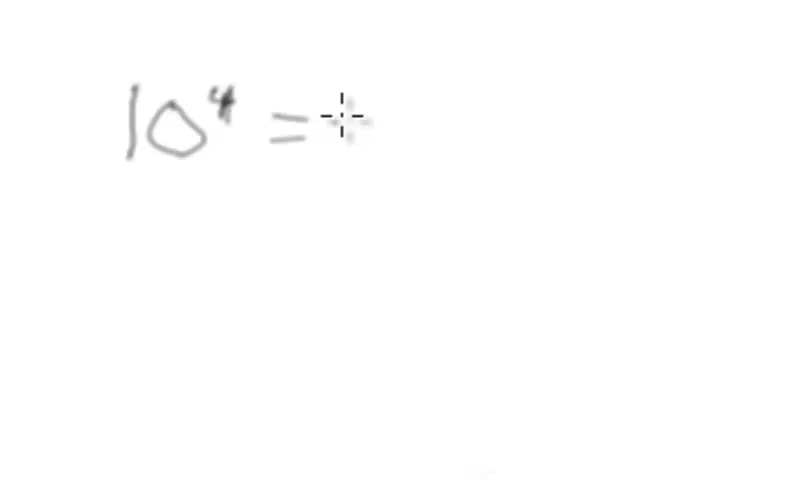 10⁴ =